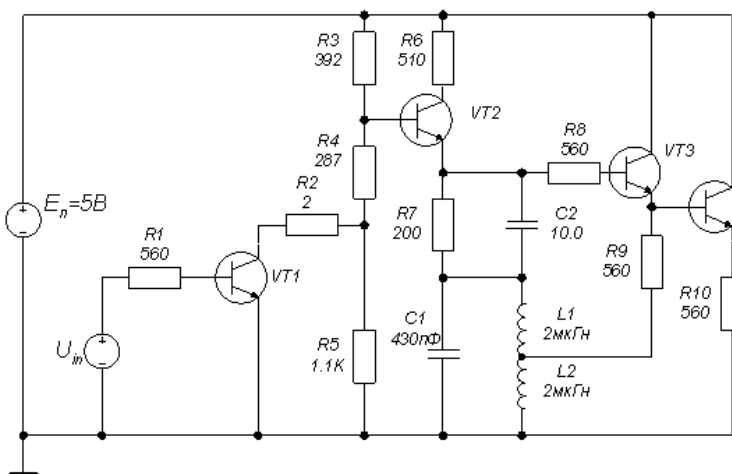 R3
392
R6
510
VT2
R4
287
R8
560
VT3
R2
2
Eп=5В
R7
200
C2
10.0
R1
560
VT1
R9
560
R10
560
Uin
R5
1.1K
C1
430пФ
L1
2мкГн
L2
2мкГн